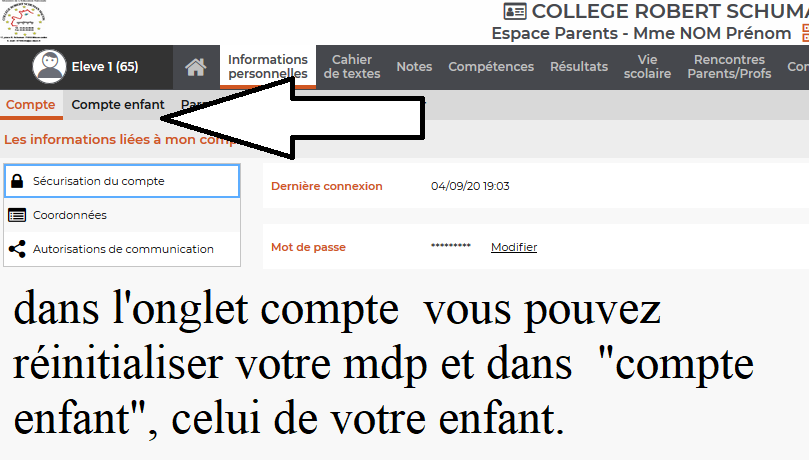 COLLEGE ROBERT SCHUMA
Espace Parents - Mme NOM Prénom
Eleve 1 (65)
Informations
personnelles
Cahier
de textes
Notes
Compétences
Résultats
Vie
scolaire
Rencontres
Parents/Profs
Con
Compte
Compte enfant
Par
Les informations liées à mon comp
Sécurisation du compte
Coordonnées
Autorisations de communication
Dernière connexion 04/09/20 19:03
Mot de passe ********* Modifier
dans l'onglet compte vous pouvez
réinitialiser votre mdp et dans "compte
enfant", celui de votre enfant.